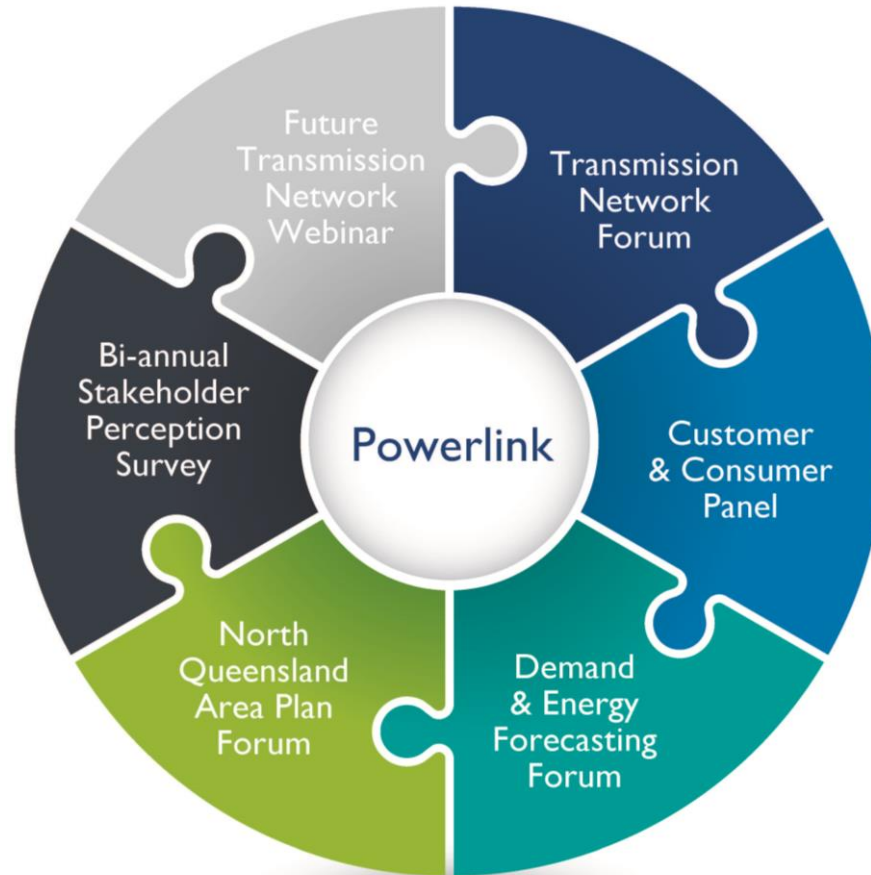 Future
Transmission
Network
Webinar
Transmission
Network
Forum
Bi-annual
Stakeholder
Perception
Survey
Powerlink
Customer
& Consumer
Panel
North
Queensland
Area Plan
Forum
Demand
& Energy
Forecasting
Forum